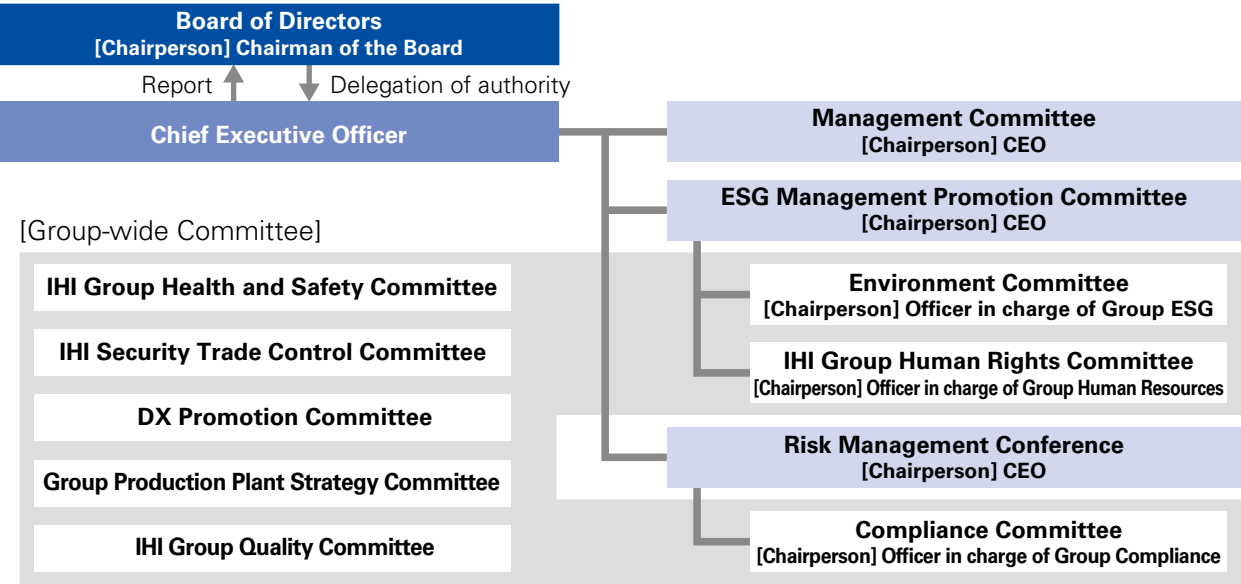 Board of Directors
[Chairperson] Chairman of the Board
Report
Delegation of authority
Chief Executive Officer
Management Committee
[Chairperson] CEO
ESG Management Promotion Committee
[Chairperson] CEO
[Group-wide Committee]
IHI Group Health and Safety Committee
IHI Security Trade Control Committee
DX Promotion Committee
Group Production Plant Strategy Committee
IHI Group Quality Committee
Environment Committee
[Chairperson] Officer in charge of Group ESG
IHI Group Human Rights Committee
[Chairperson] Officer in charge of Group Human Resources
Risk Management Conference
[Chairperson] CEO
Compliance Committee
[Chairperson] Officer in charge of Group Compliance